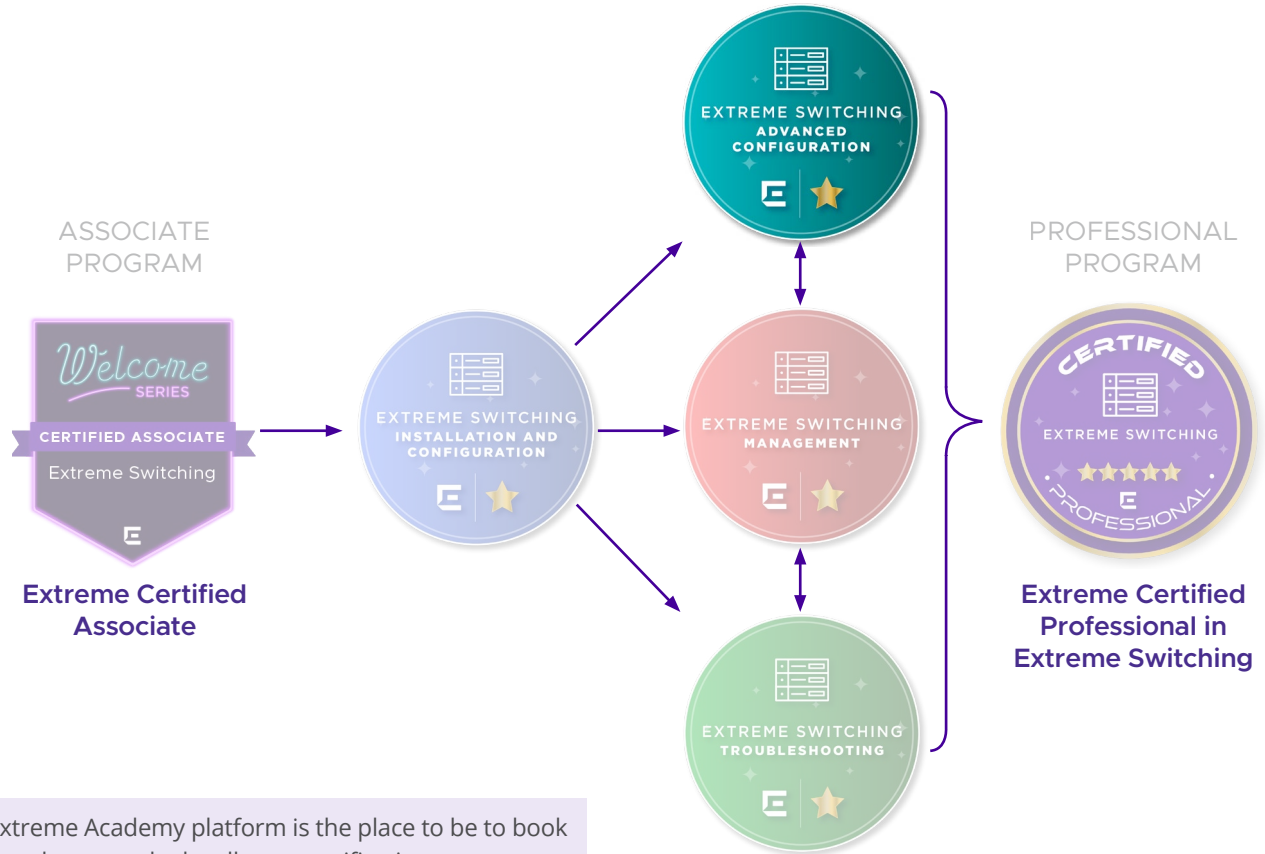 ASSOCIATE
PROGRAM
Welcome
SERIES
CERTIFIED ASSOCIATE
Extreme Switching
Extreme Certified
Associate
EXTREME SWITCHING
INSTALLATION AND
CONFIGURATION
EXTREME SWITCHING
ADVANCED
CONFIGURATION
EXTREME SWITCHING
MANAGEMENT
EXTREME SWITCHING
TROUBLESHOOTING
PROFESSIONAL
PROGRAM
CERTIFIED
EXTREME SWITCHING
PROFESSIONAL
Extreme Certified
Professional in
Extreme Switching
xtreme Academy platform is the place to be to book